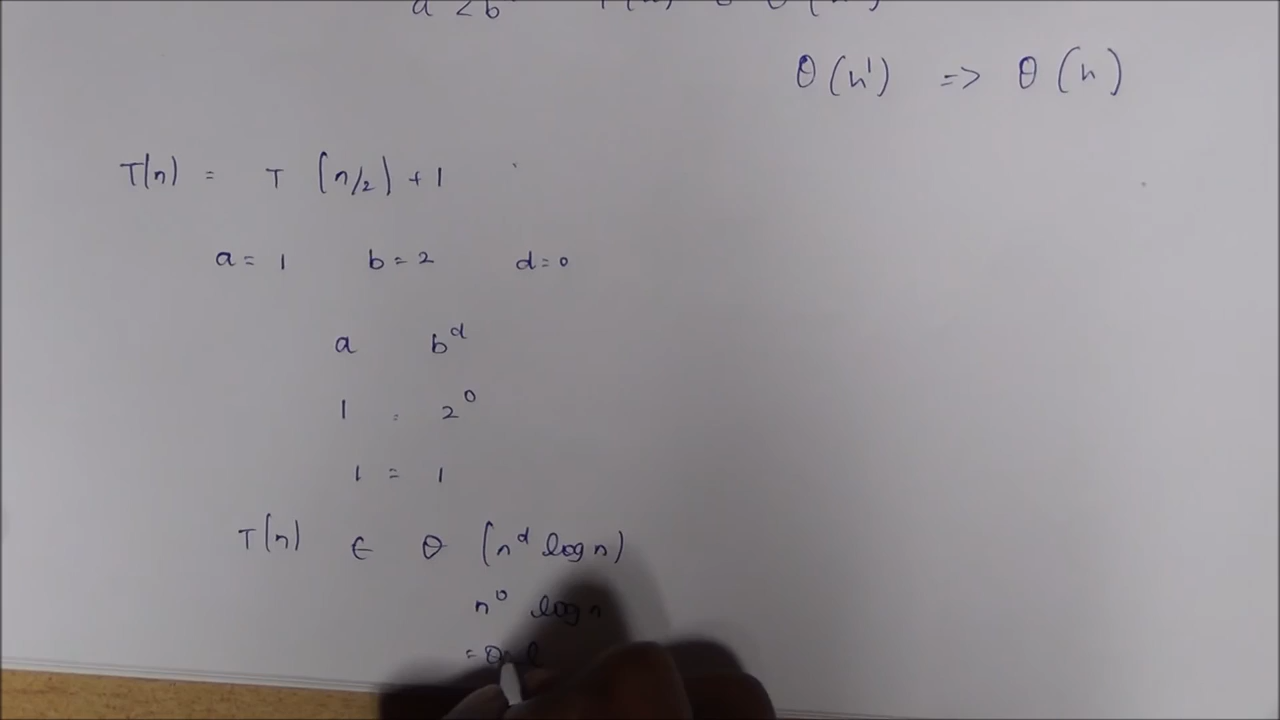 a < b
θ (n¹) => θ (n)
T(n) = T (n/2) + 1
a = 1 b = 2 d = 0
a b^d
1 = 2⁰
1 = 1
T(n) ∈ θ (n^d log n)
n⁰ log n
= θ